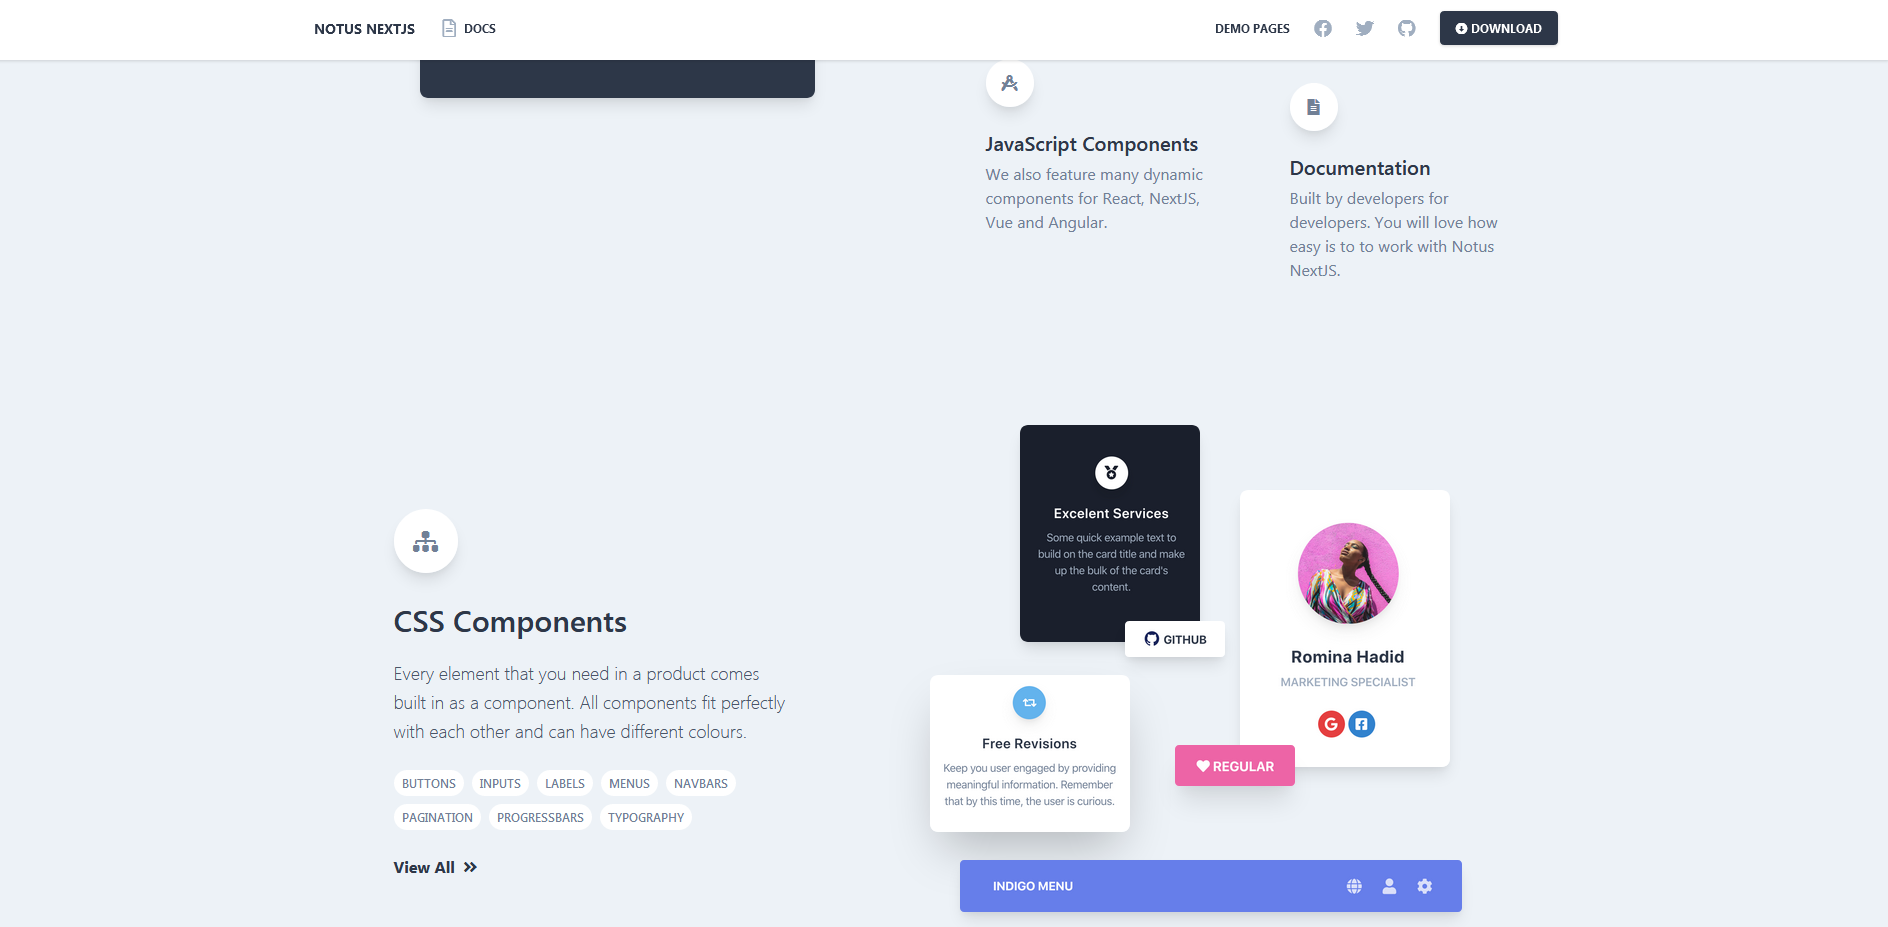 NOTUS NEXTJS
DOCS
DEMO PAGES
DOWNLOAD
JavaScript Components
We also feature many dynamic
components for React, NextJS,
Vue and Angular.
Documentation
Built by developers for
developers. You will love how
easy is to to work with Notus
NextJS.
CSS Components
Every element that you need in a product comes
built in as a component. All components fit perfectly
with each other and can have different colours.
BUTTONS
INPUTS
LABELS
MENUS
NAVBARS
PAGINATION
PROGRESSBARS
TYPOGRAPHY
View All
Excelent Services
Some quick example text to
build on the card title and make
up the bulk of the card's
content.
GITHUB
Romina Hadid
MARKETING SPECIALIST
Free Revisions
Keep you user engaged by providing
meaningful information. Remember
that by this time, the user is curious.
REGULAR
INDIGO MENU